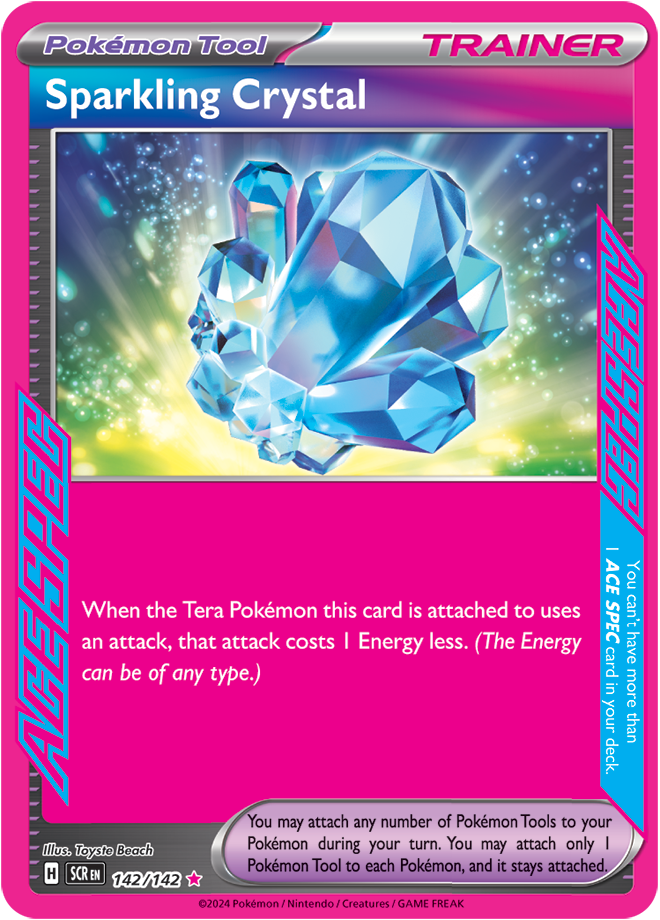 Pokémon Tool
TRAINER
Sparkling Crystal
ACE SPEC
ACE SPEC
You can't have more than
1 ACE SPEC card in your deck.
When the Tera Pokémon this card is attached to uses
an attack, that attack costs 1 Energy less. (The Energy
can be of any type.)
You may attach any number of Pokémon Tools to your
Pokémon during your turn. You may attach only 1
Pokémon Tool to each Pokémon, and it stays attached.
Illus. Toyste Beach
H SCR EN 142/142
©2024 Pokémon / Nintendo / Creatures / GAME FREAK